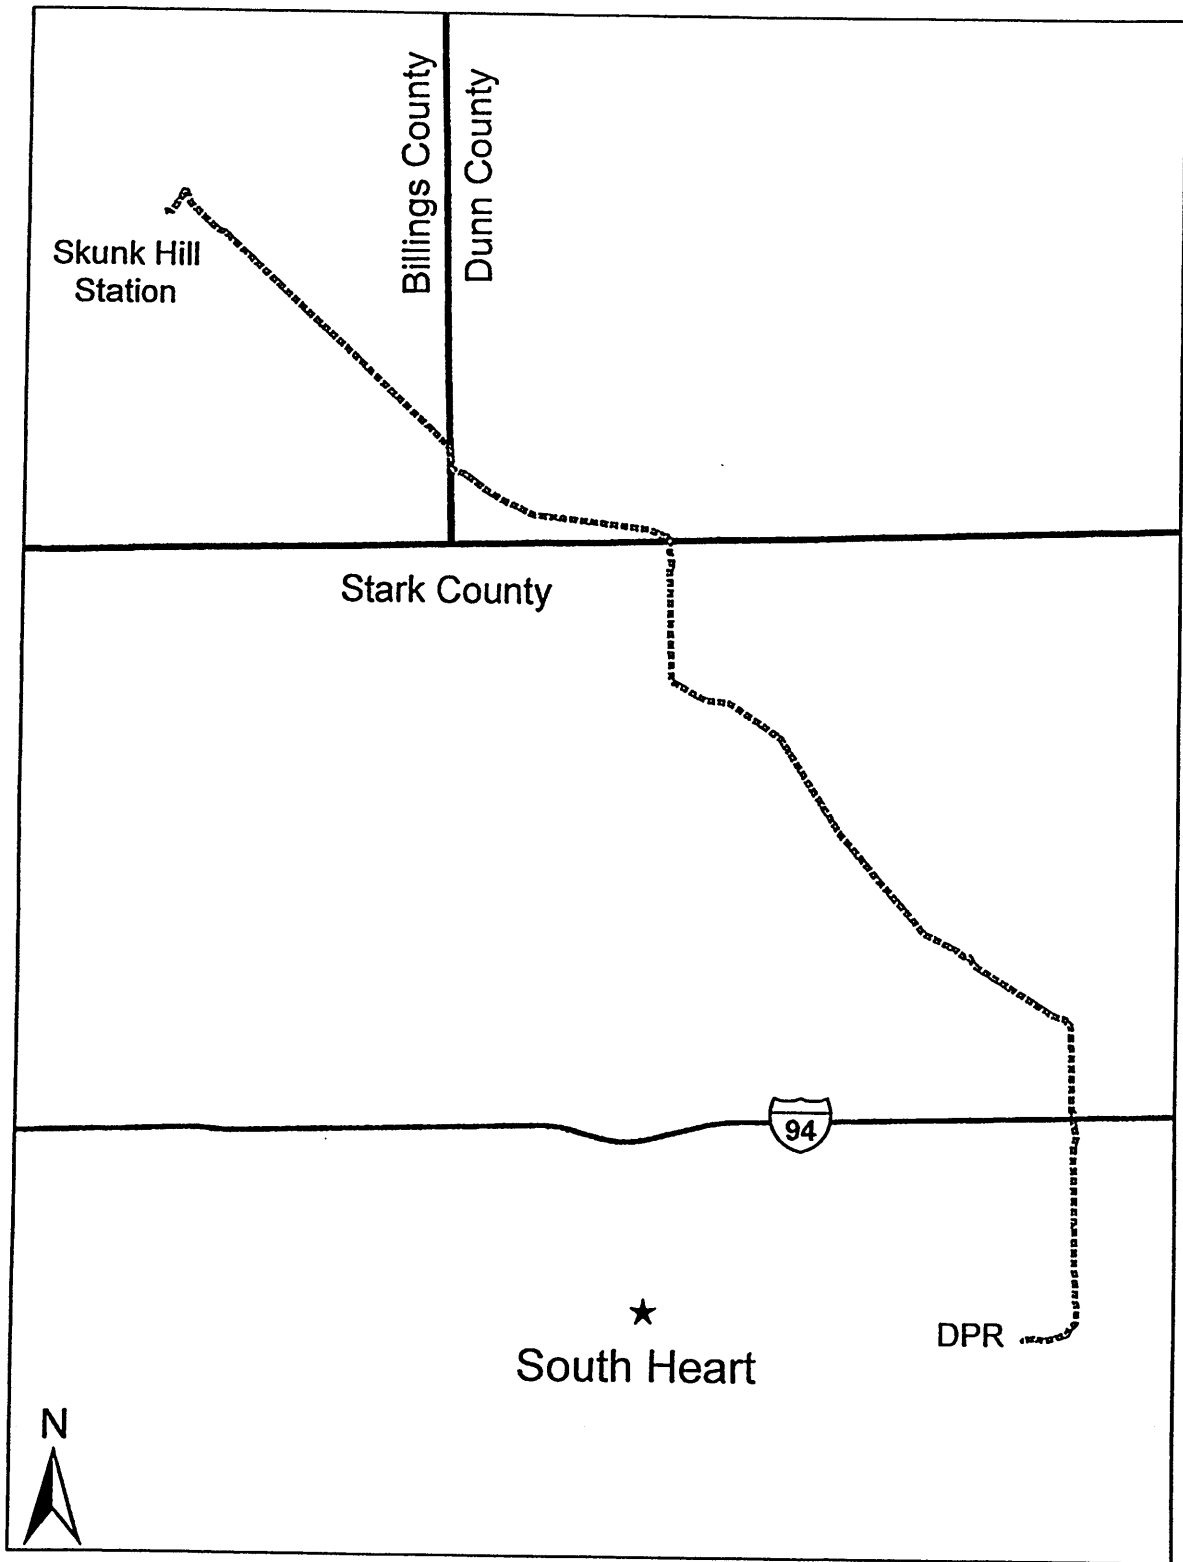 Billings County
Dunn County
Skunk Hill
Station
Stark County
94
DPR
South Heart
N